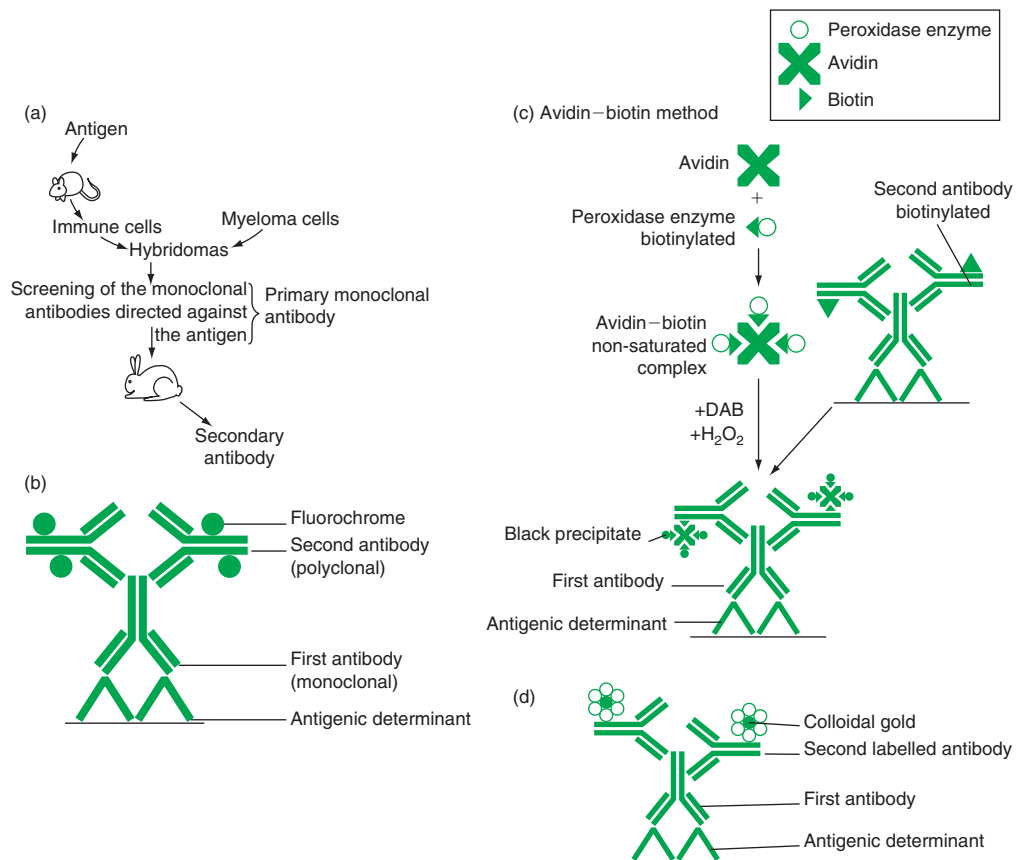 Peroxidase enzyme
Avidin
Biotin
(a)
Antigen
Immune cells
Myeloma cells
Hybridomas
Screening of the monoclonal
antibodies directed against
the antigen
Primary monoclonal
antibody
Secondary
antibody
(b)
Fluorochrome
Second antibody
(polyclonal)
First antibody
(monoclonal)
Antigenic determinant
(c) Avidin−biotin method
Avidin
+
Peroxidase enzyme
biotinylated
Second antibody
biotinylated
Avidin−biotin
non-saturated
complex
+DAB
+H₂O₂
Black precipitate
First antibody
Antigenic determinant
(d)
Colloidal gold
Second labelled antibody
First antibody
Antigenic determinant